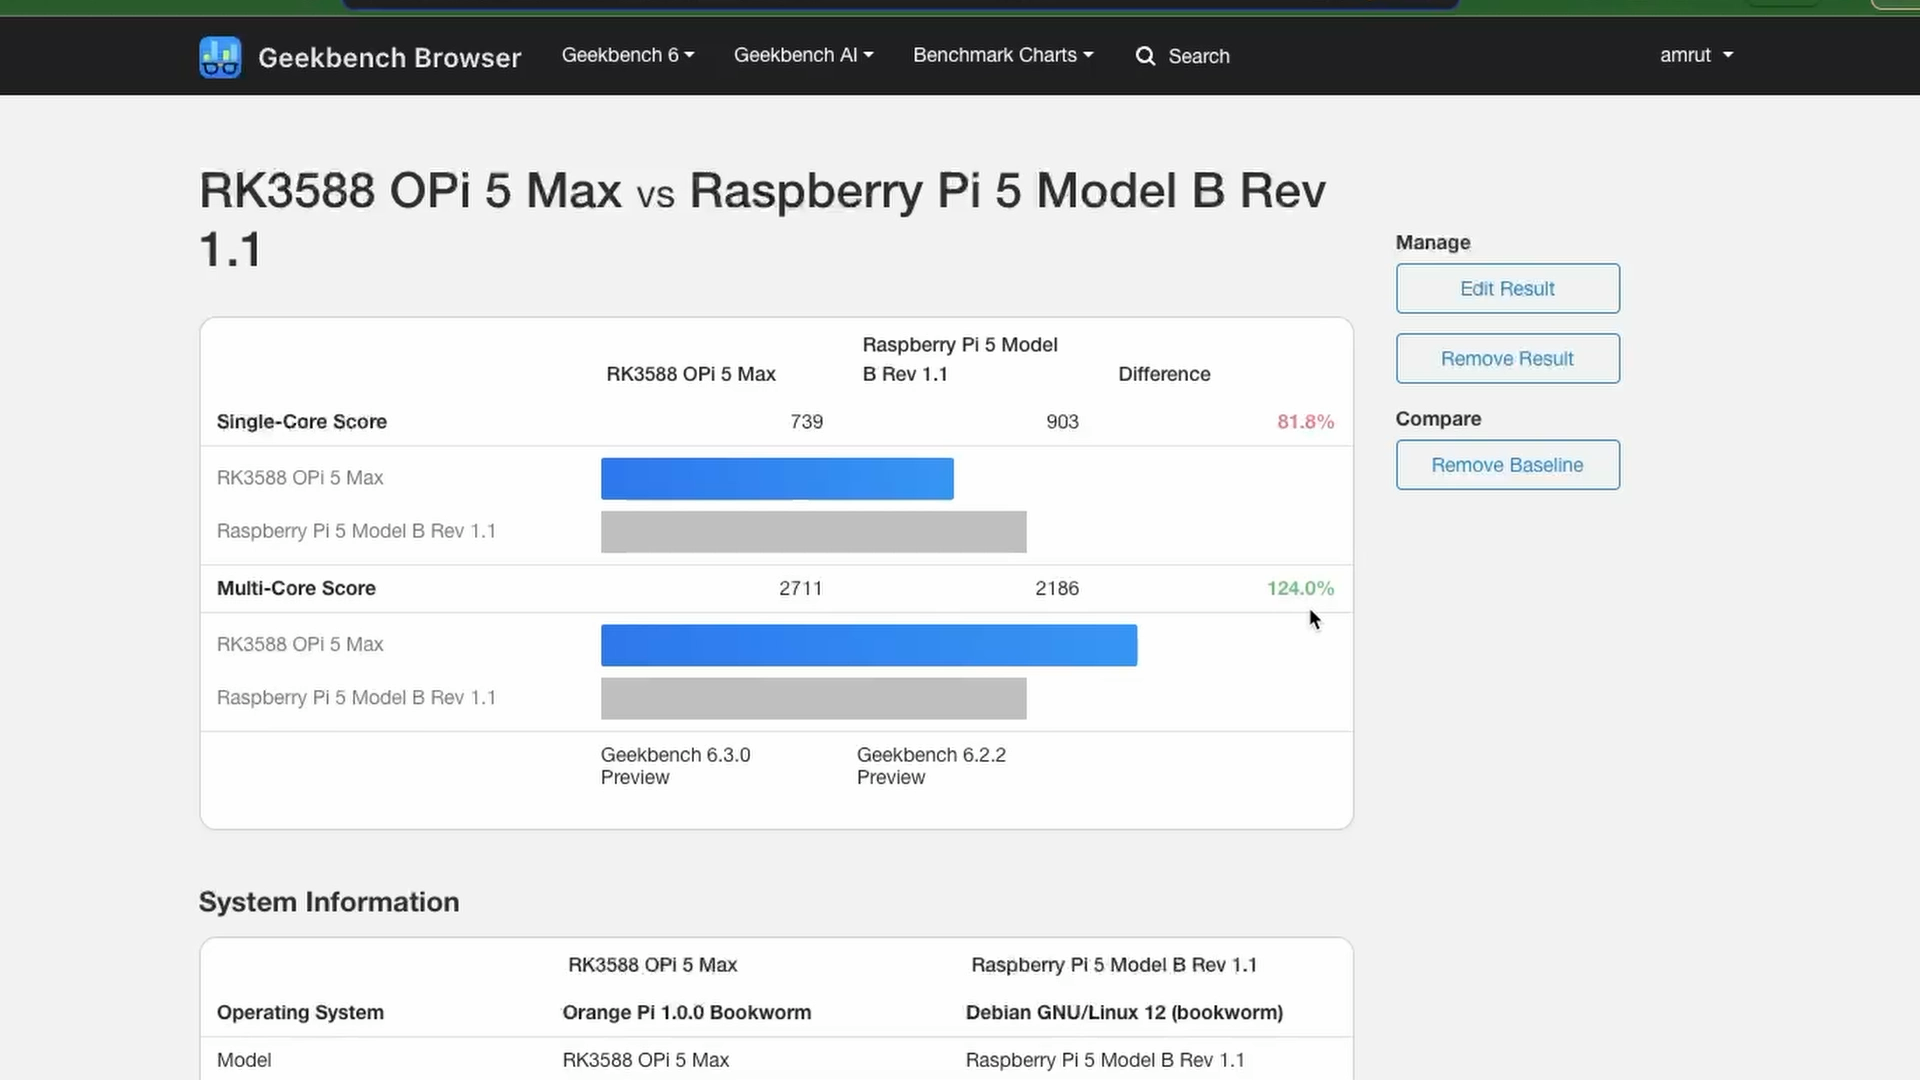 Geekbench Browser
Geekbench 6
Geekbench AI
Benchmark Charts
Search
amrut
RK3588 OPi 5 Max vs Raspberry Pi 5 Model B Rev
1.1
Manage
Edit Result
Remove Result
Compare
Remove Baseline
RK3588 OPi 5 Max
Raspberry Pi 5 Model
B Rev 1.1
Difference
Single-Core Score 739 903 81.8%
RK3588 OPi 5 Max
Raspberry Pi 5 Model B Rev 1.1
Multi-Core Score 2711 2186 124.0%
RK3588 OPi 5 Max
Raspberry Pi 5 Model B Rev 1.1
Geekbench 6.3.0
Preview
Geekbench 6.2.2
Preview
System Information
RK3588 OPi 5 Max Raspberry Pi 5 Model B Rev 1.1
Operating System Orange Pi 1.0.0 Bookworm Debian GNU/Linux 12 (bookworm)
Model RK3588 OPi 5 Max Raspberry Pi 5 Model B Rev 1.1